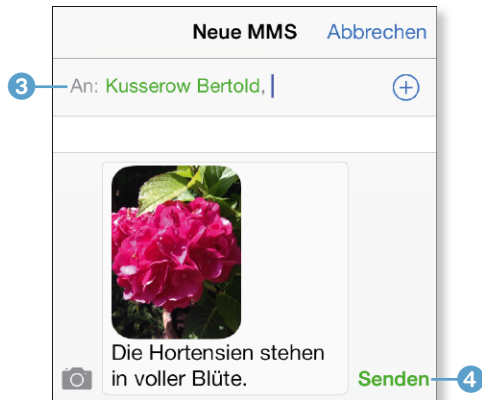 Neue MMS Abbrechen
3 An: Kusserow Bertold,
Die Hortensien stehen
in voller Blüte.
Senden 4